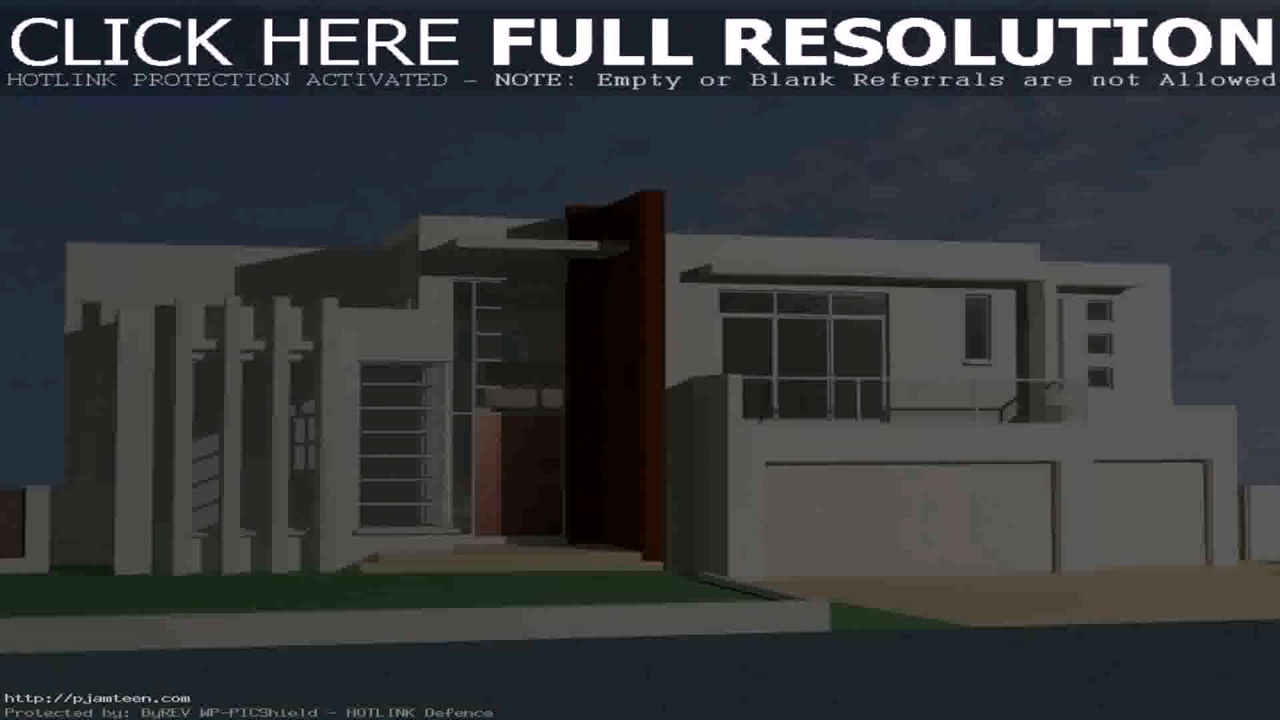 CLICK HERE FULL RESOLUTION
HOTLINK PROTECTION ACTIVATED - NOTE: Empty or Blank Referrals are not Allowed
http://pjamteen.com
Protected by: ByREV WP-PICShield - HOTLINK Defence